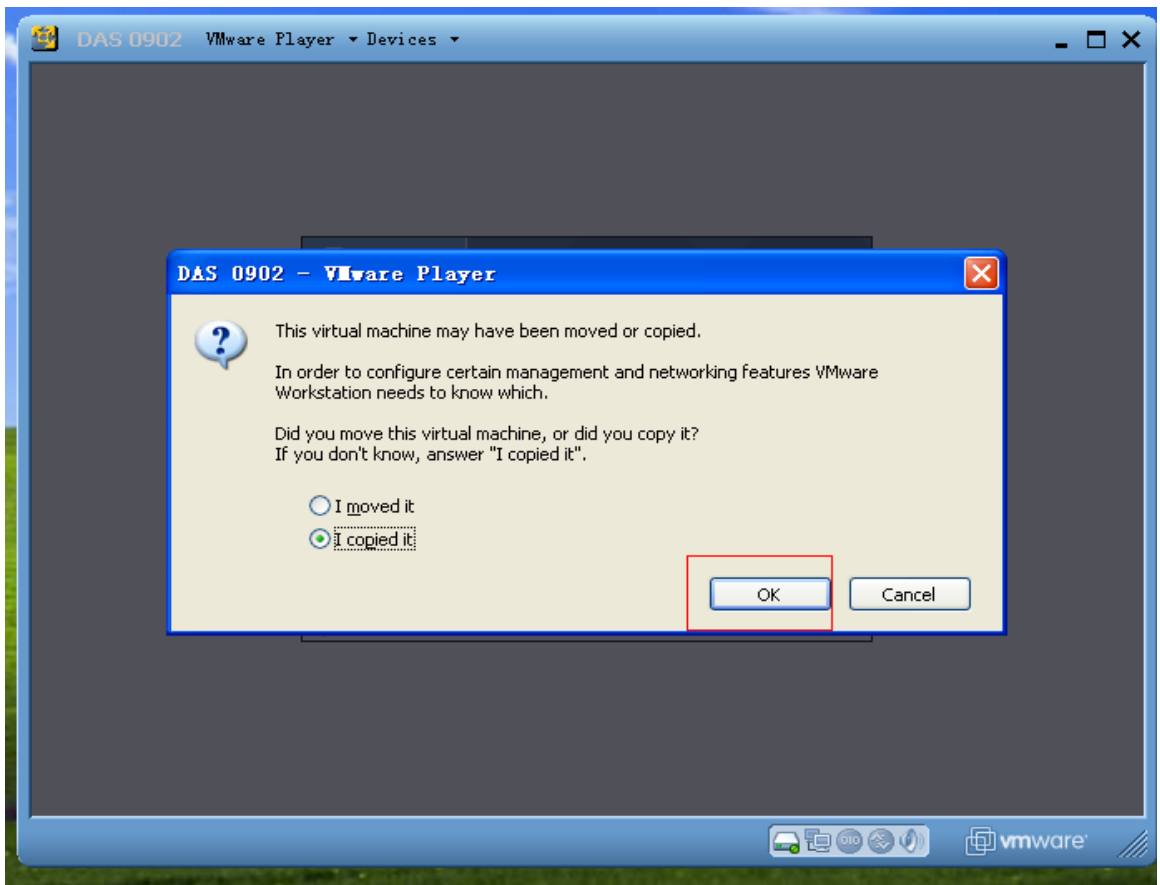 DAS 0902 VMware Player Devices
DAS 0902 - VMware Player
This virtual machine may have been moved or copied.
In order to configure certain management and networking features VMware
Workstation needs to know which.
Did you move this virtual machine, or did you copy it?
If you don't know, answer "I copied it".
I moved it
I copied it
OK Cancel
vmware